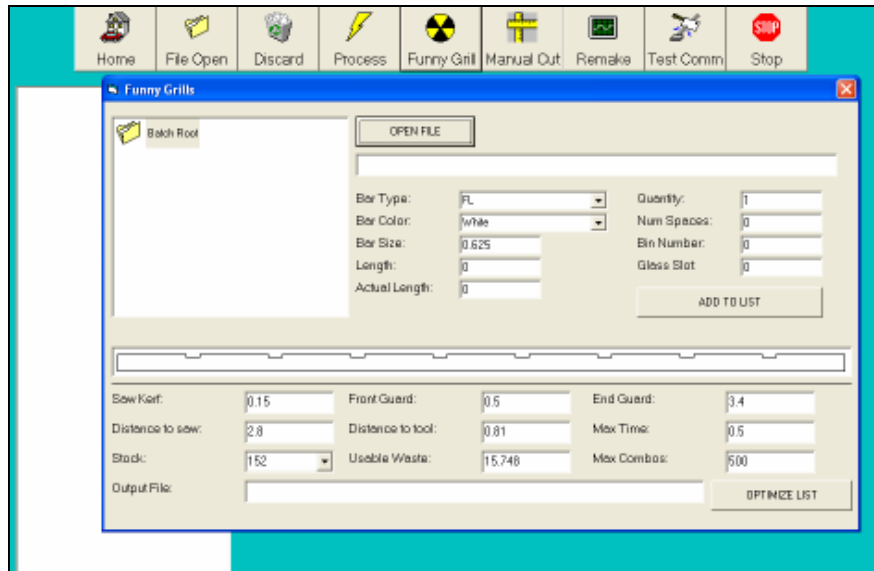 Home File Open Discard Process Funny Grill Manual Cut Remake Test Comm Stop
Funny Grills
Batch Root
OPEN FILE
Bar Type: FL Quantity: 1
Bar Color: White Num Spaces: 0
Bar Size: 0.625 Bin Number: 0
Length: 0 Glass Slot 0
Actual Length: 0
ADD TO LIST
Saw Kerf: 0.15 Front Guard: 0.5 End Guard: 3.4
Distance to saw: 2.8 Distance to tool: 0.81 Max Time: 0.5
Stock: 152 Usable Waste: 15.748 Max Combos: 500
Output File:
OPTIMIZE LIST